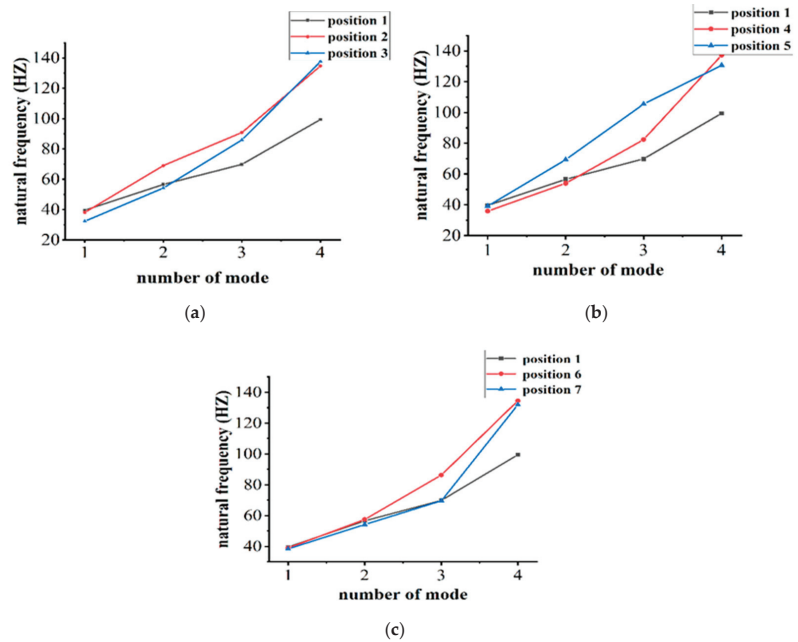 position 1
position 2
position 3
natural frequency (HZ)
140
120
100
80
60
40
20
1 2 3 4
number of mode
(a)
position 1
position 4
position 5
natural frequency (HZ)
140
120
100
80
60
40
20
1 2 3 4
number of mode
(b)
position 1
position 6
position 7
natural frequency (HZ)
140
120
100
80
60
40
1 2 3 4
number of mode
(c)